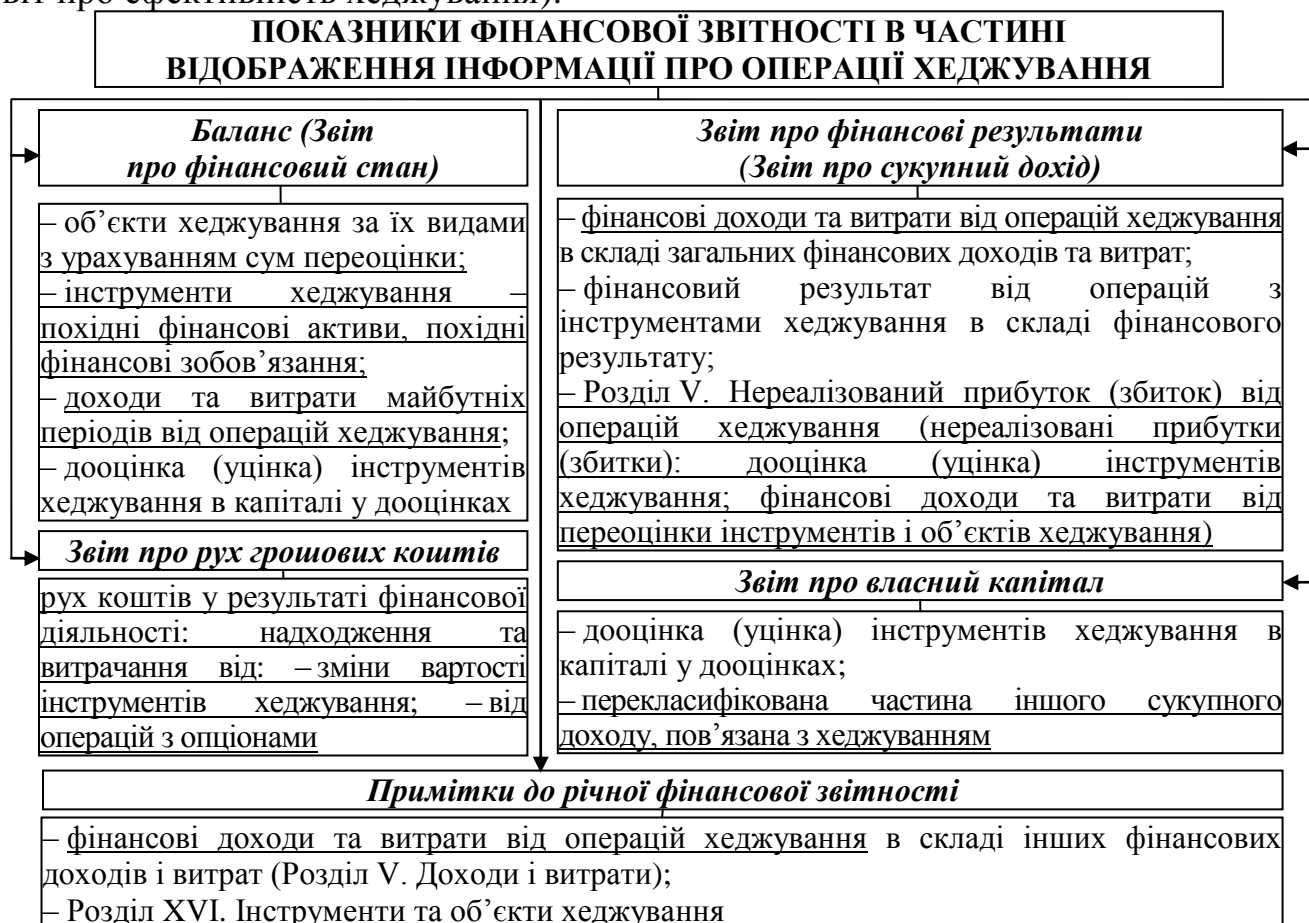 віт про ефективність хеджування).
ПОКАЗНИКИ ФІНАНСОВОЇ ЗВІТНОСТІ В ЧАСТИНІ
ВІДОБРАЖЕННЯ ІНФОРМАЦІЇ ПРО ОПЕРАЦІЇ ХЕДЖУВАННЯ
Баланс (Звіт
про фінансовий стан)
– об’єкти хеджування за їх видами
з урахуванням сум переоцінки;
– інструменти хеджування –
похідні фінансові активи, похідні
фінансові зобов’язання;
– доходи та витрати майбутніх
періодів від операцій хеджування;
– дооцінка (уцінка) інструментів
хеджування в капіталі у дооцінках
Звіт про рух грошових коштів
рух коштів у результаті фінансової
діяльності: надходження та
витрачання від: – зміни вартості
інструментів хеджування; – від
операцій з опціонами
Звіт про фінансові результати
(Звіт про сукупний дохід)
– фінансові доходи та витрати від операцій хеджування
в складі загальних фінансових доходів та витрат;
– фінансовий результат від операцій з
інструментами хеджування в складі фінансового
результату;
– Розділ V. Нереалізований прибуток (збиток) від
операцій хеджування (нереалізовані прибутки
(збитки): дооцінка (уцінка) інструментів
хеджування; фінансові доходи та витрати від
переоцінки інструментів і об’єктів хеджування)
Звіт про власний капітал
– дооцінка (уцінка) інструментів хеджування в
капіталі у дооцінках;
– перекласифікована частина іншого сукупного
доходу, пов’язана з хеджуванням
Примітки до річної фінансової звітності
– фінансові доходи та витрати від операцій хеджування в складі інших фінансових
доходів і витрат (Розділ V. Доходи і витрати);
– Розділ XVI. Інструменти та об’єкти хеджування